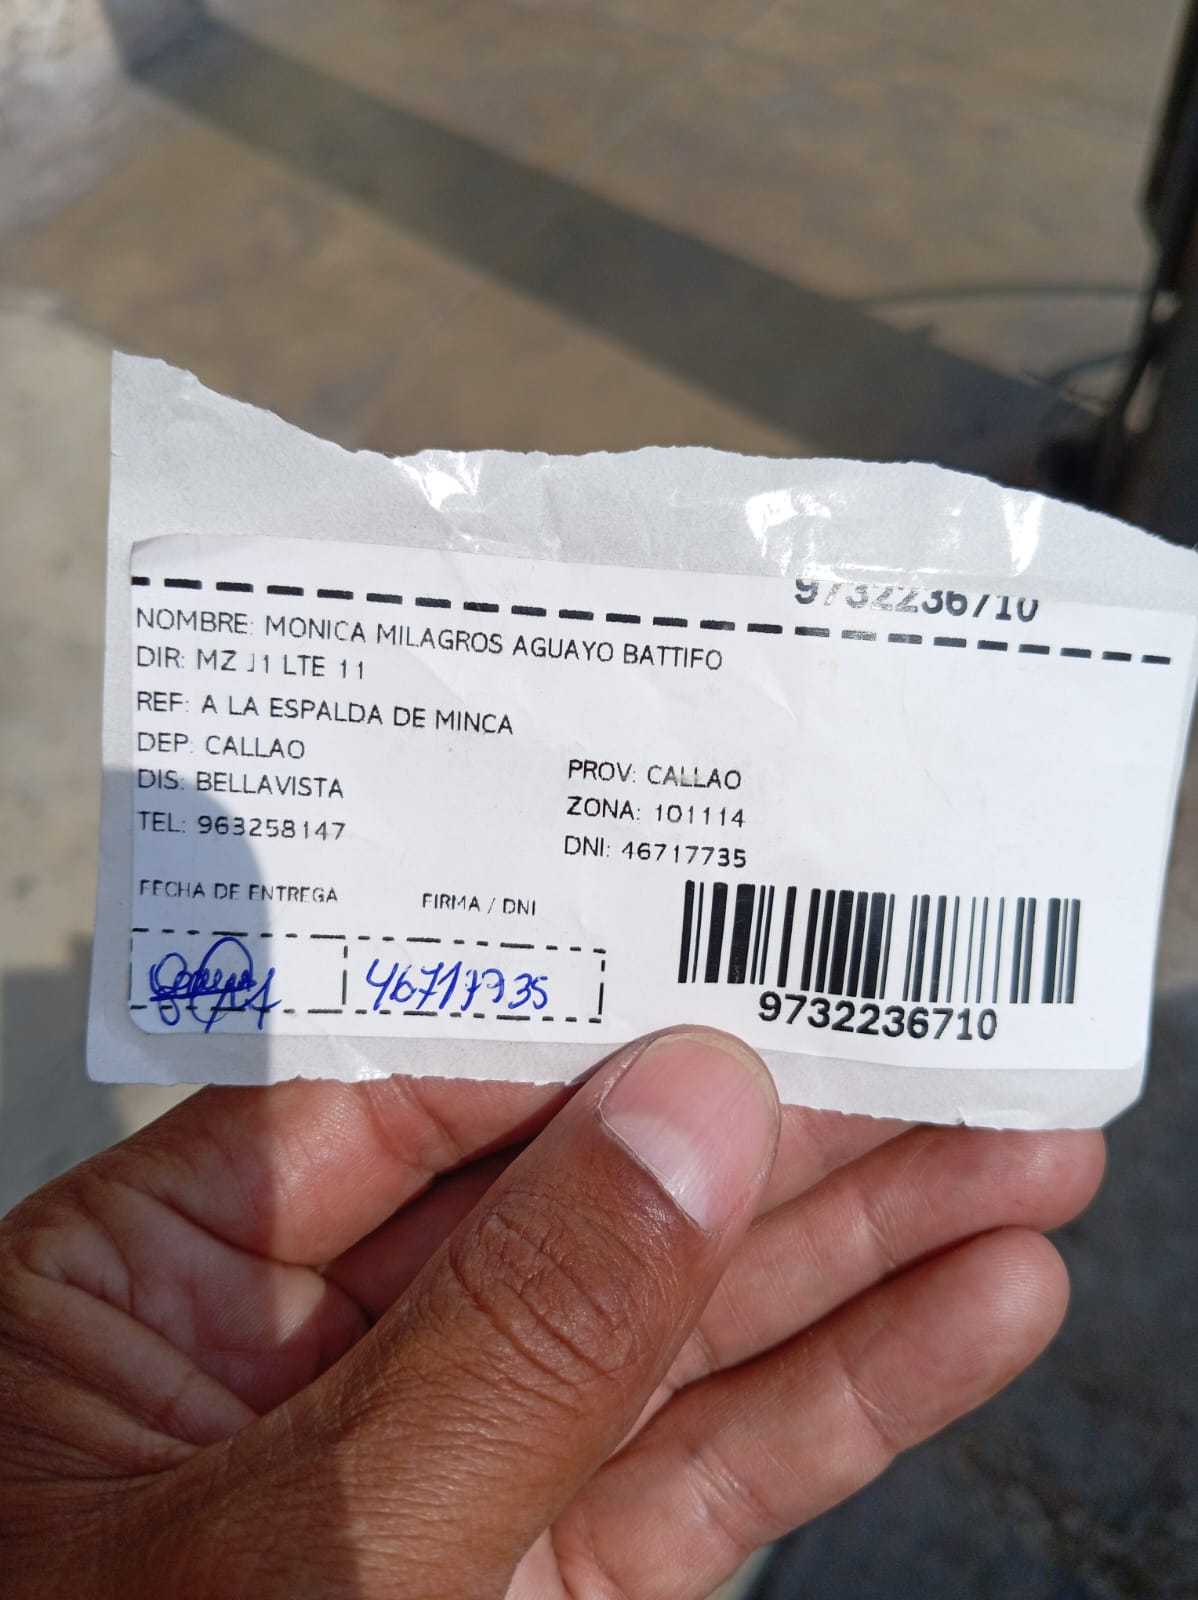 9732236710
NOMBRE: MONICA MILAGROS AGUAYO BATTIFO
DIR: MZ J1 LTE 11
REF: A LA ESPALDA DE MINCA
DEP: CALLAO
PROV: CALLAO
DIS: BELLAVISTA
ZONA: 101114
TEL: 963258147
DNI: 46717735
FECHA DE ENTREGA
FIRMA / DNI
46717735
9732236710